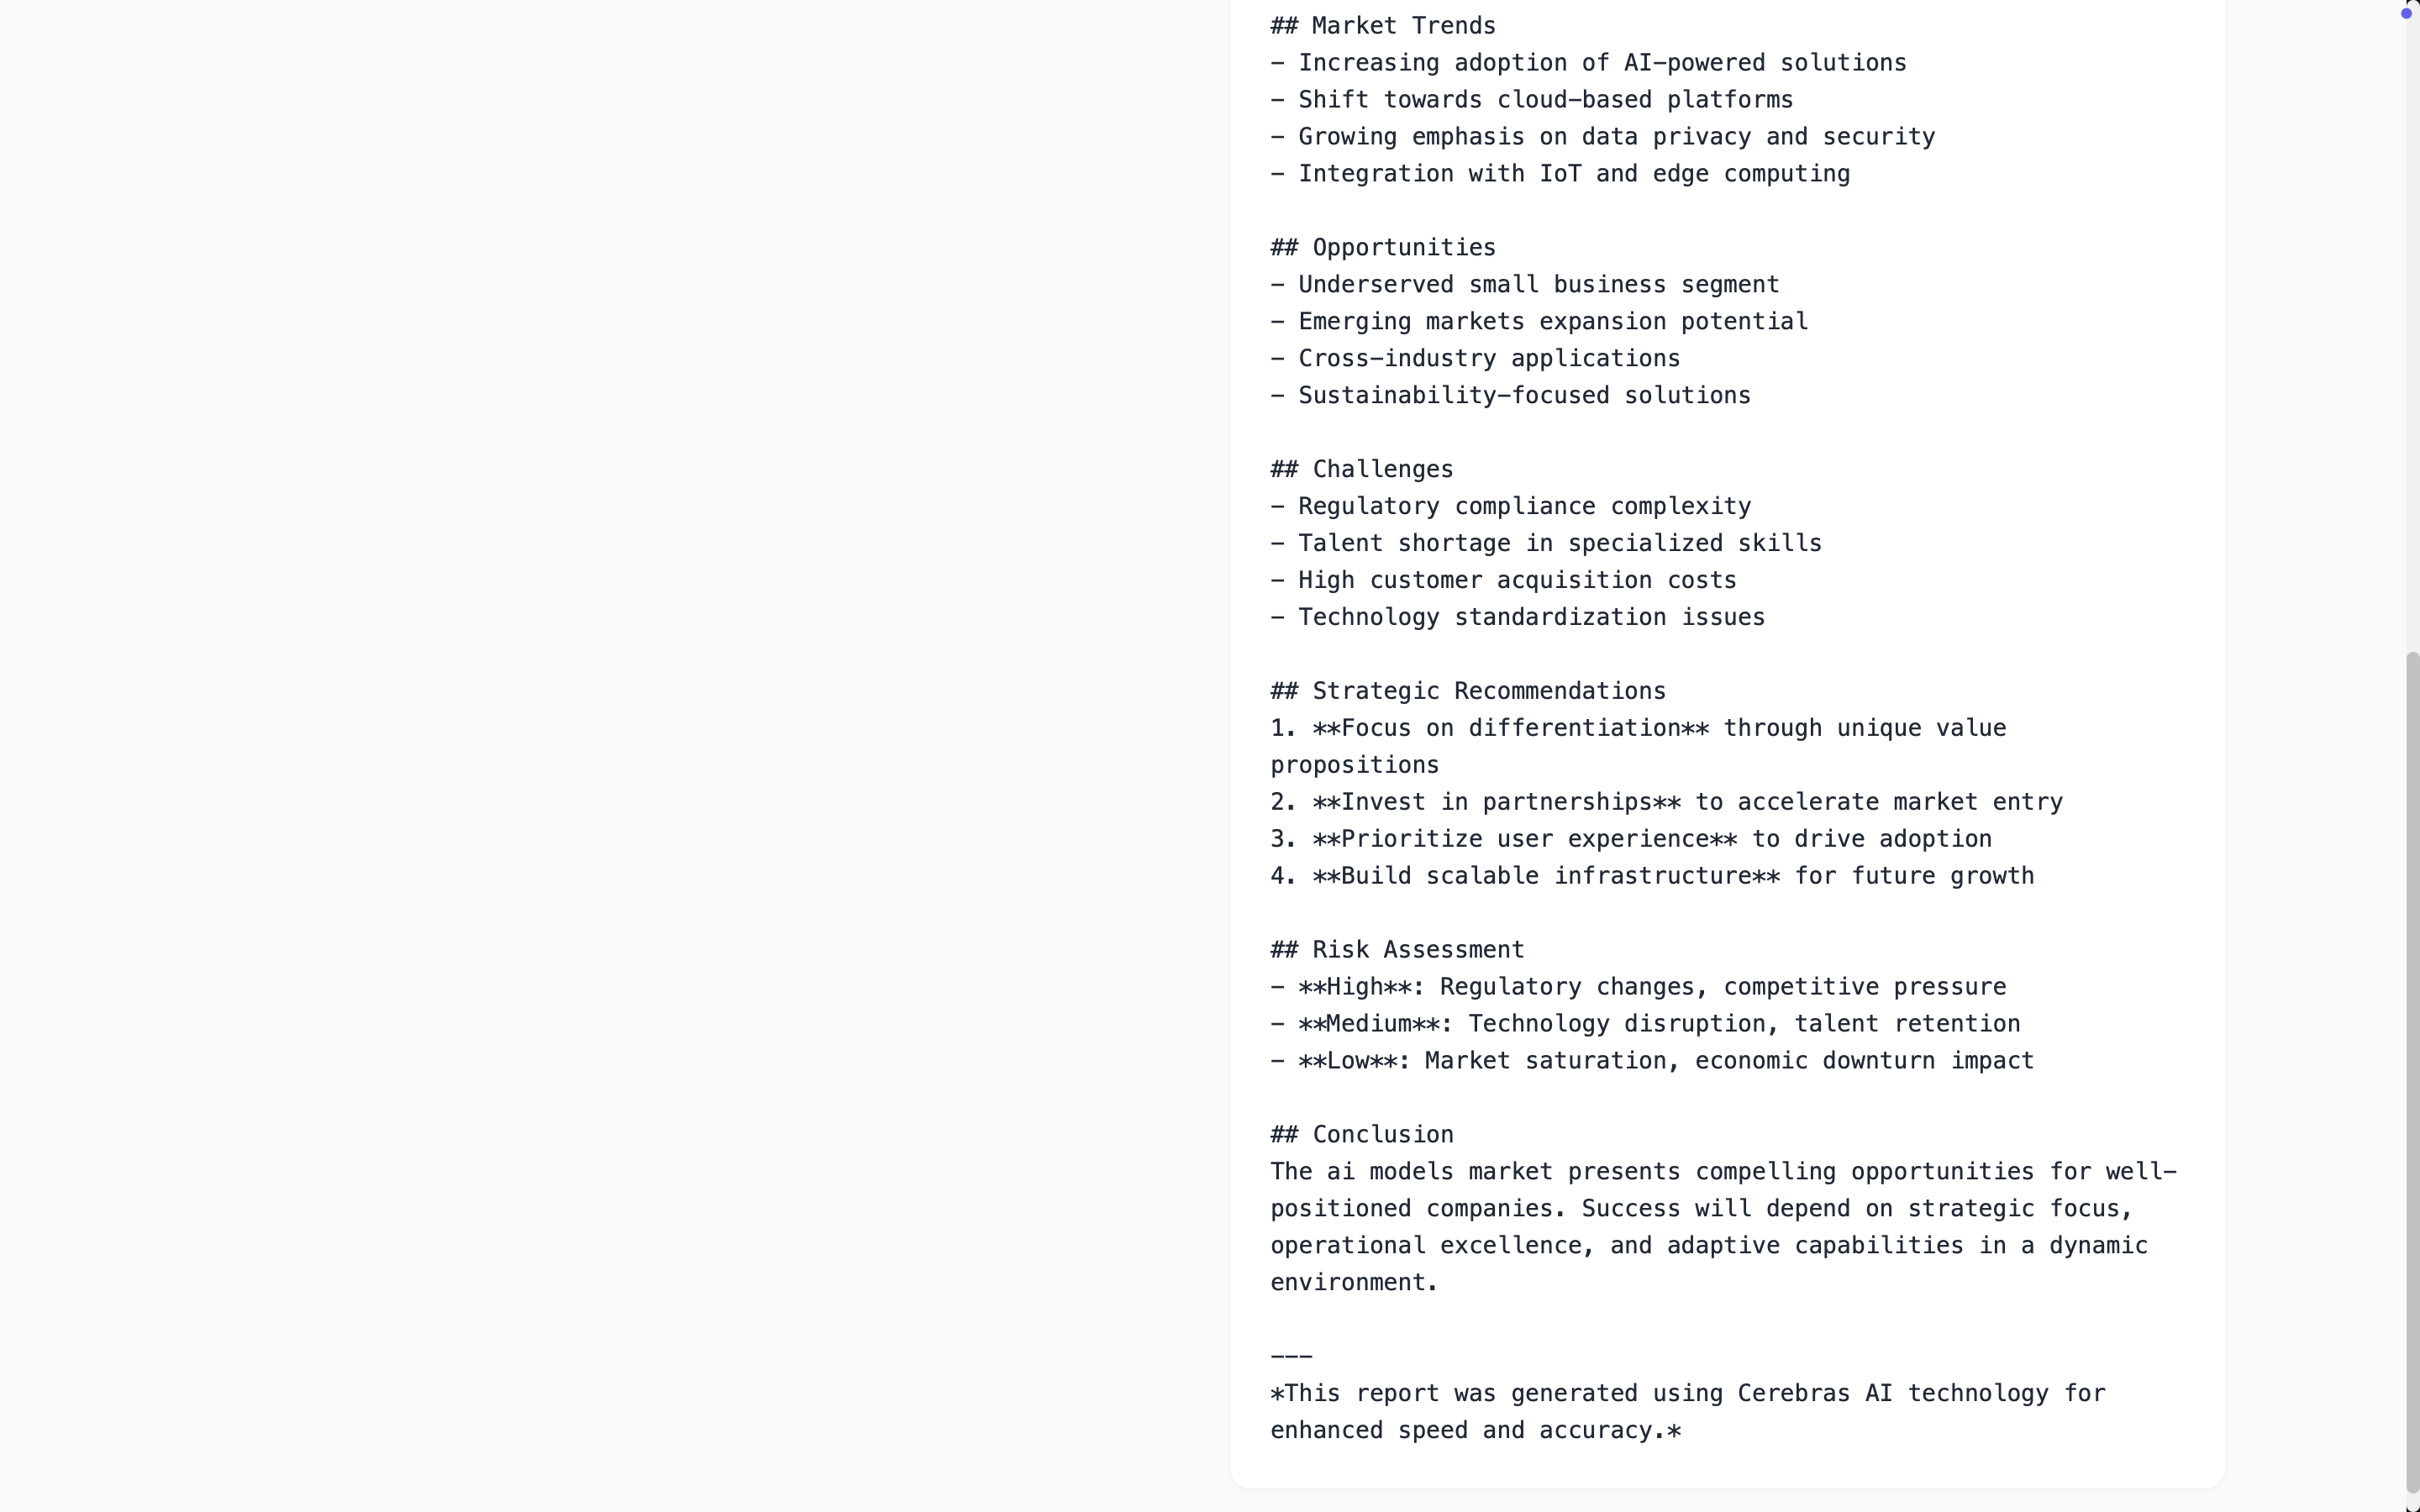 ## Market Trends
- Increasing adoption of AI-powered solutions
- Shift towards cloud-based platforms
- Growing emphasis on data privacy and security
- Integration with IoT and edge computing
## Opportunities
- Underserved small business segment
- Emerging markets expansion potential
- Cross-industry applications
- Sustainability-focused solutions
## Challenges
- Regulatory compliance complexity
- Talent shortage in specialized skills
- High customer acquisition costs
- Technology standardization issues
## Strategic Recommendations
1. **Focus on differentiation** through unique value
propositions
2. **Invest in partnerships** to accelerate market entry
3. **Prioritize user experience** to drive adoption
4. **Build scalable infrastructure** for future growth
## Risk Assessment
- **High**: Regulatory changes, competitive pressure
- **Medium**: Technology disruption, talent retention
- **Low**: Market saturation, economic downturn impact
## Conclusion
The ai models market presents compelling opportunities for well-
positioned companies. Success will depend on strategic focus,
operational excellence, and adaptive capabilities in a dynamic
environment.
---
*This report was generated using Cerebras AI technology for
enhanced speed and accuracy.*